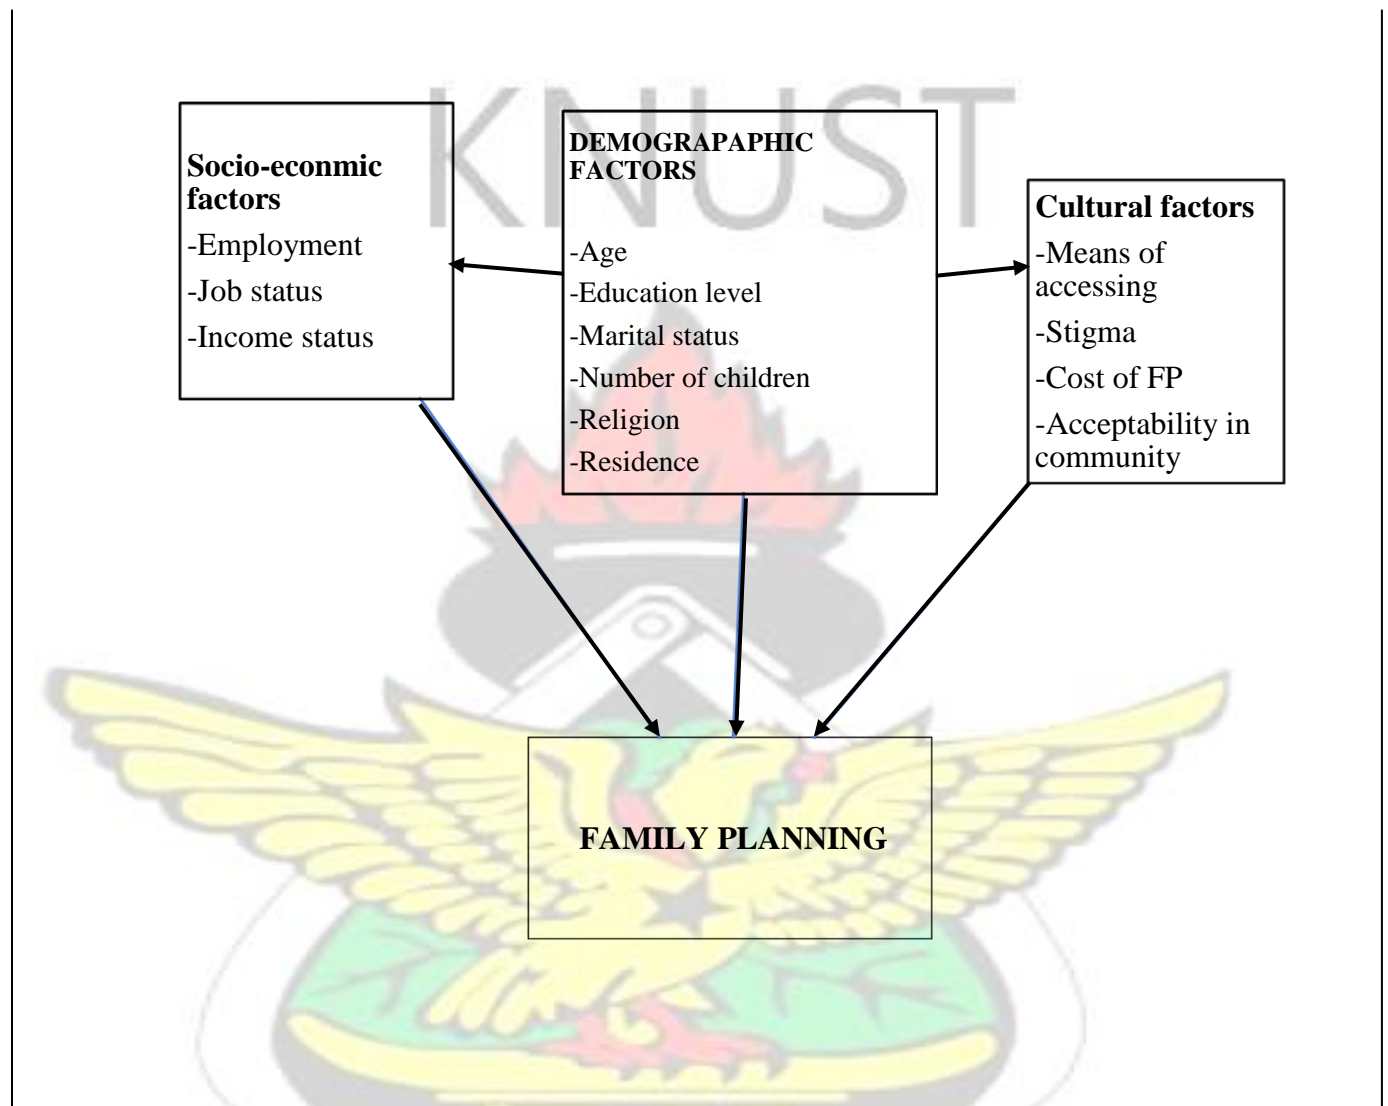 KNUST
Socio-econmic
factors
-Employment
-Job status
-Income status
DEMOGRAPAPHIC
FACTORS
-Age
-Education level
-Marital status
-Number of children
-Religion
-Residence
Cultural factors
-Means of
accessing
-Stigma
-Cost of FP
-Acceptability in
community
FAMILY PLANNING